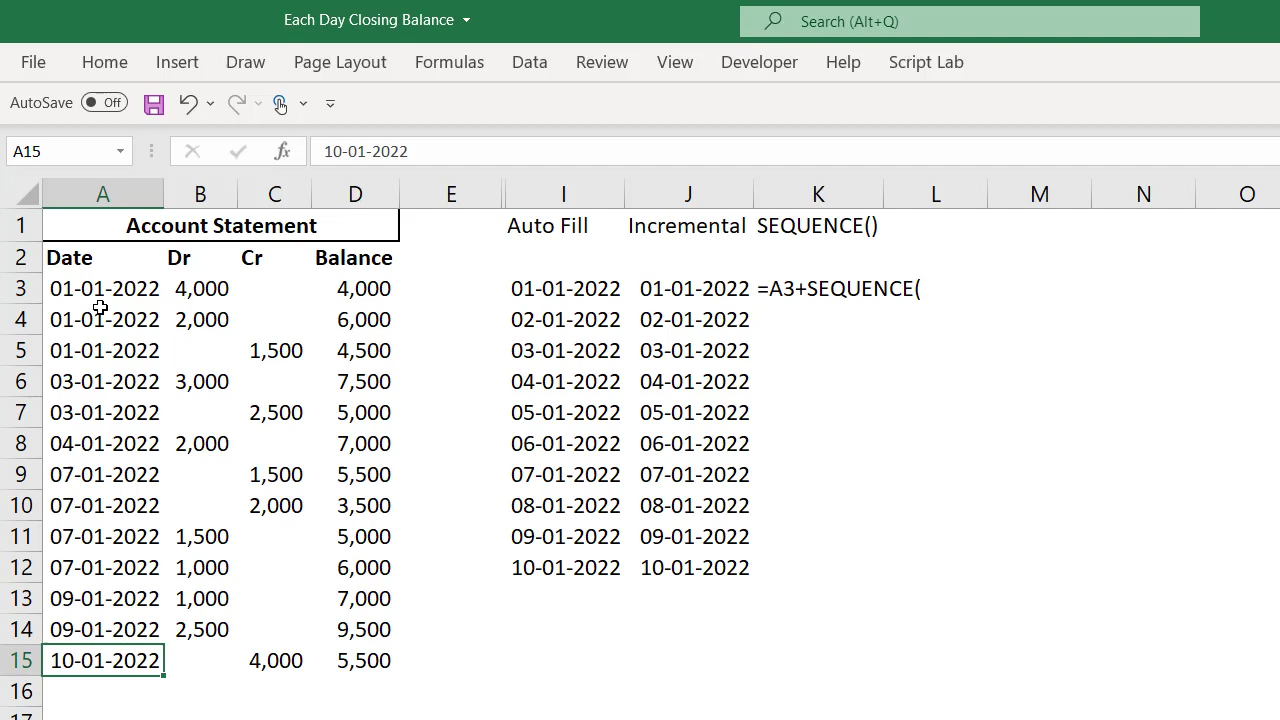 Each Day Closing Balance
Search (Alt+Q)
File Home Insert Draw Page Layout Formulas Data Review View Developer Help Script Lab
AutoSave Off
A15 fx 10-01-2022
A B C D E I J K L M N O
1 Account Statement Auto Fill Incremental SEQUENCE()
2 Date Dr Cr Balance
3 01-01-2022 4,000 4,000 01-01-2022 01-01-2022 =A3+SEQUENCE(
4 01-01-2022 2,000 6,000 02-01-2022 02-01-2022
5 01-01-2022 1,500 4,500 03-01-2022 03-01-2022
6 03-01-2022 3,000 7,500 04-01-2022 04-01-2022
7 03-01-2022 2,500 5,000 05-01-2022 05-01-2022
8 04-01-2022 2,000 7,000 06-01-2022 06-01-2022
9 07-01-2022 1,500 5,500 07-01-2022 07-01-2022
10 07-01-2022 2,000 3,500 08-01-2022 08-01-2022
11 07-01-2022 1,500 5,000 09-01-2022 09-01-2022
12 07-01-2022 1,000 6,000 10-01-2022 10-01-2022
13 09-01-2022 1,000 7,000
14 09-01-2022 2,500 9,500
15 10-01-2022 4,000 5,500
16
17